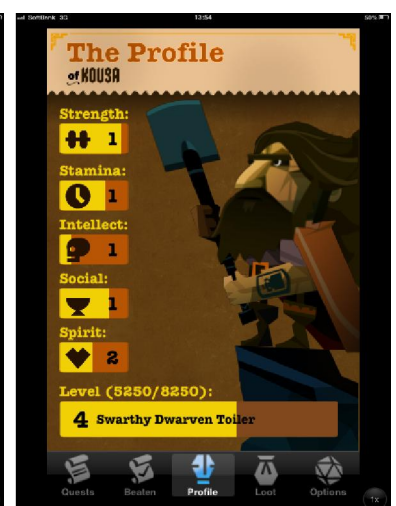 SoftBank 3G 13:54 50%
The Profile
of KOUSA
Strength:
1
Stamina:
1
Intellect:
1
Social:
1
Spirit:
2
Level (5250/8250):
4 Swarthy Dwarven Toiler
Quests Beaten Profile Loot Options
1x